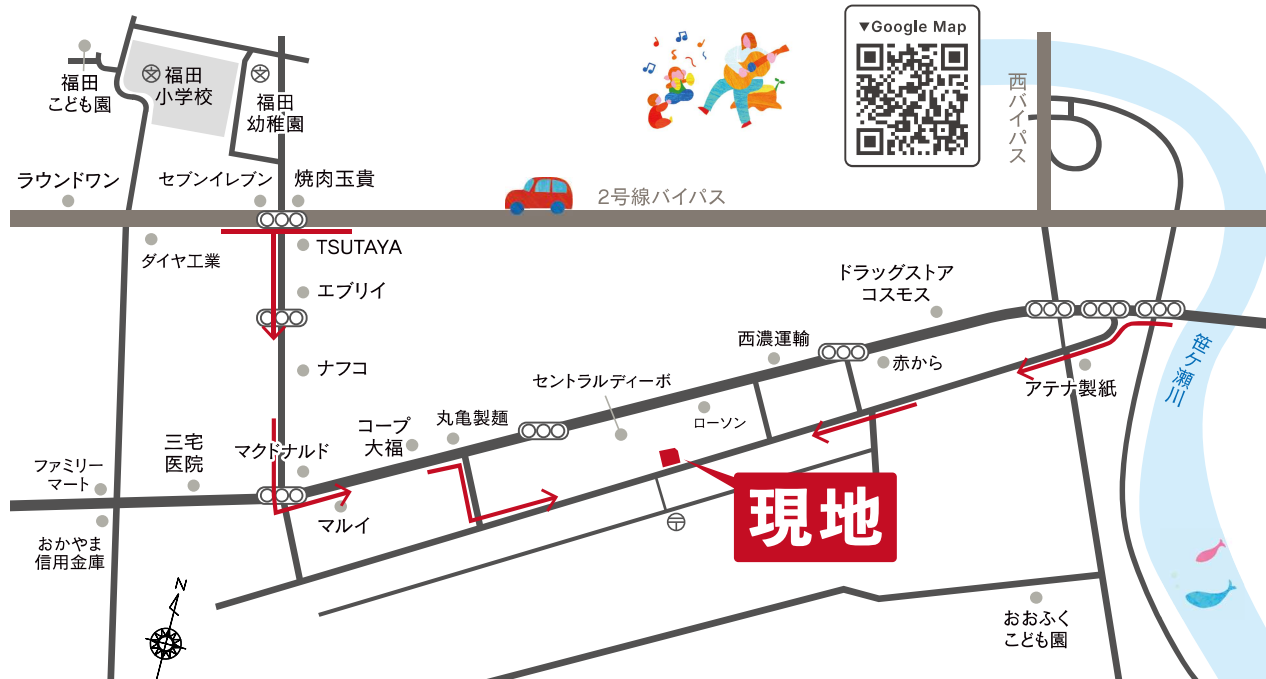 ▼Google Map
福田
こども園
福田
小学校
福田
幼稚園
西バイパス
ラウンドワン
セブンイレブン
焼肉玉貴
2号線バイパス
ダイヤ工業
TSUTAYA
エブリイ
ドラッグストア
コスモス
西濃運輸
赤から
笹ケ瀬川
ナフコ
セントラルディーボ
アテナ製紙
コープ
大福
丸亀製麺
ローソン
三宅
医院
マクドナルド
ファミリー
マート
マルイ
現地
おかやま
信用金庫
N
おおふく
こども園